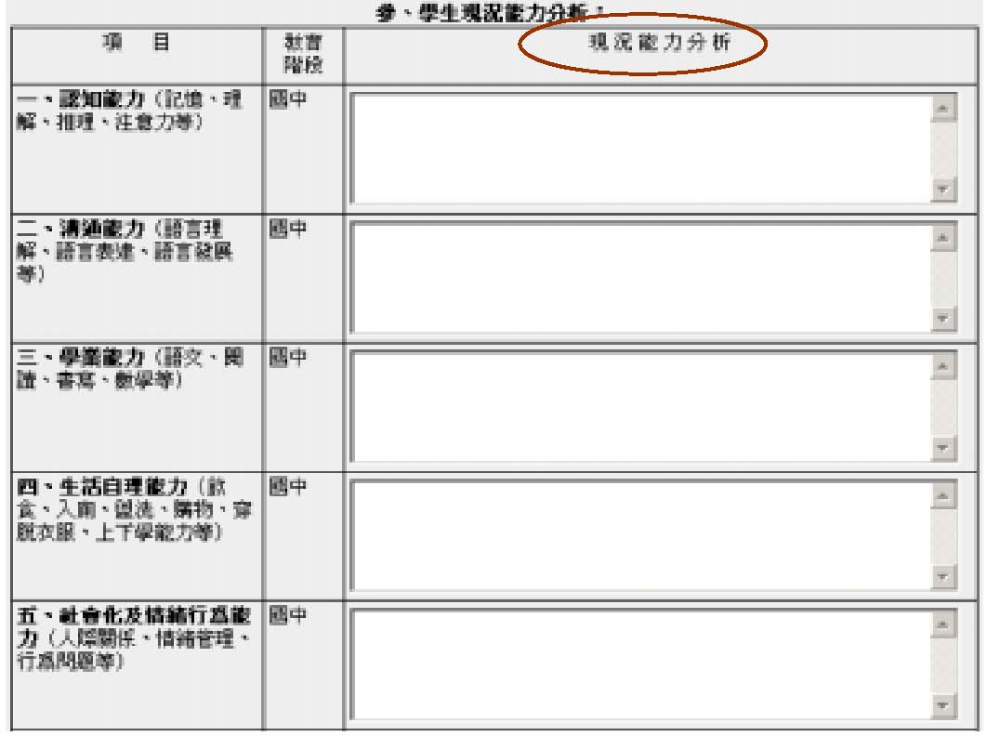 參、學生現況能力分析：
項 目
教育
階段
現況能力分析
一、認知能力（記憶、理
解、推理、注意力等）
國中
二、溝通能力（語言理
解、語言表達、語言發展
等）
國中
三、學業能力（語文、閱
讀、書寫、數學等）
國中
四、生活自理能力（飲
食、入廁、盥洗、購物、穿
脫衣服、上下學能力等）
國中
五、社會化及情緒行為能
力（人際關係、情緒管理、
行為問題等）
國中